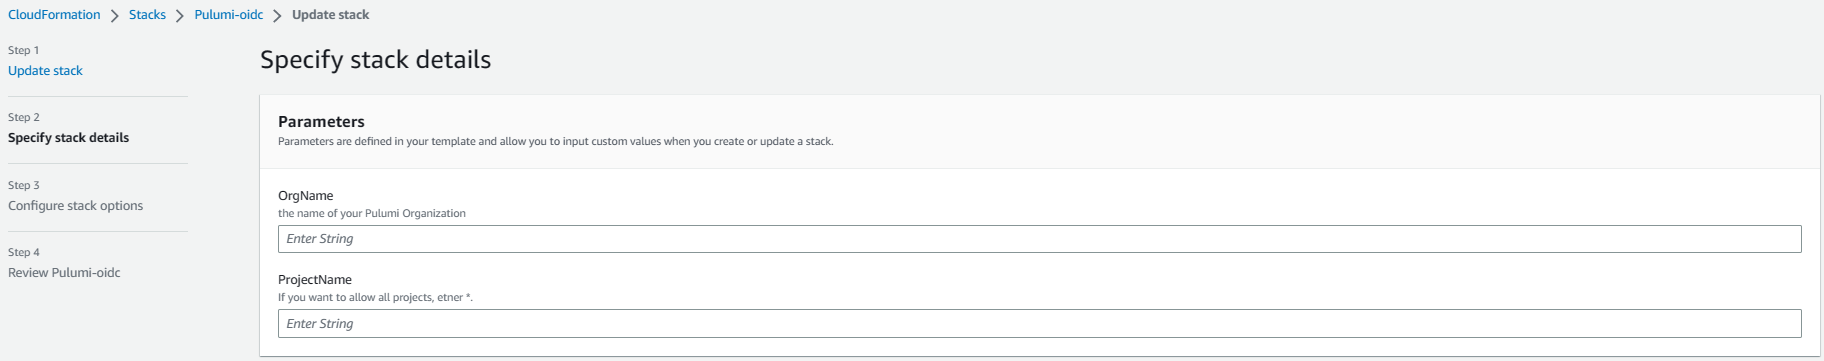 CloudFormation > Stacks > Pulumi-oidc > Update stack
Step 1
Update stack
Step 2
Specify stack details
Step 3
Configure stack options
Step 4
Review Pulumi-oidc
Specify stack details
Parameters
Parameters are defined in your template and allow you to input custom values when you create or update a stack.
OrgName
the name of your Pulumi Organization
Enter String
ProjectName
If you want to allow all projects, etner *.
Enter String